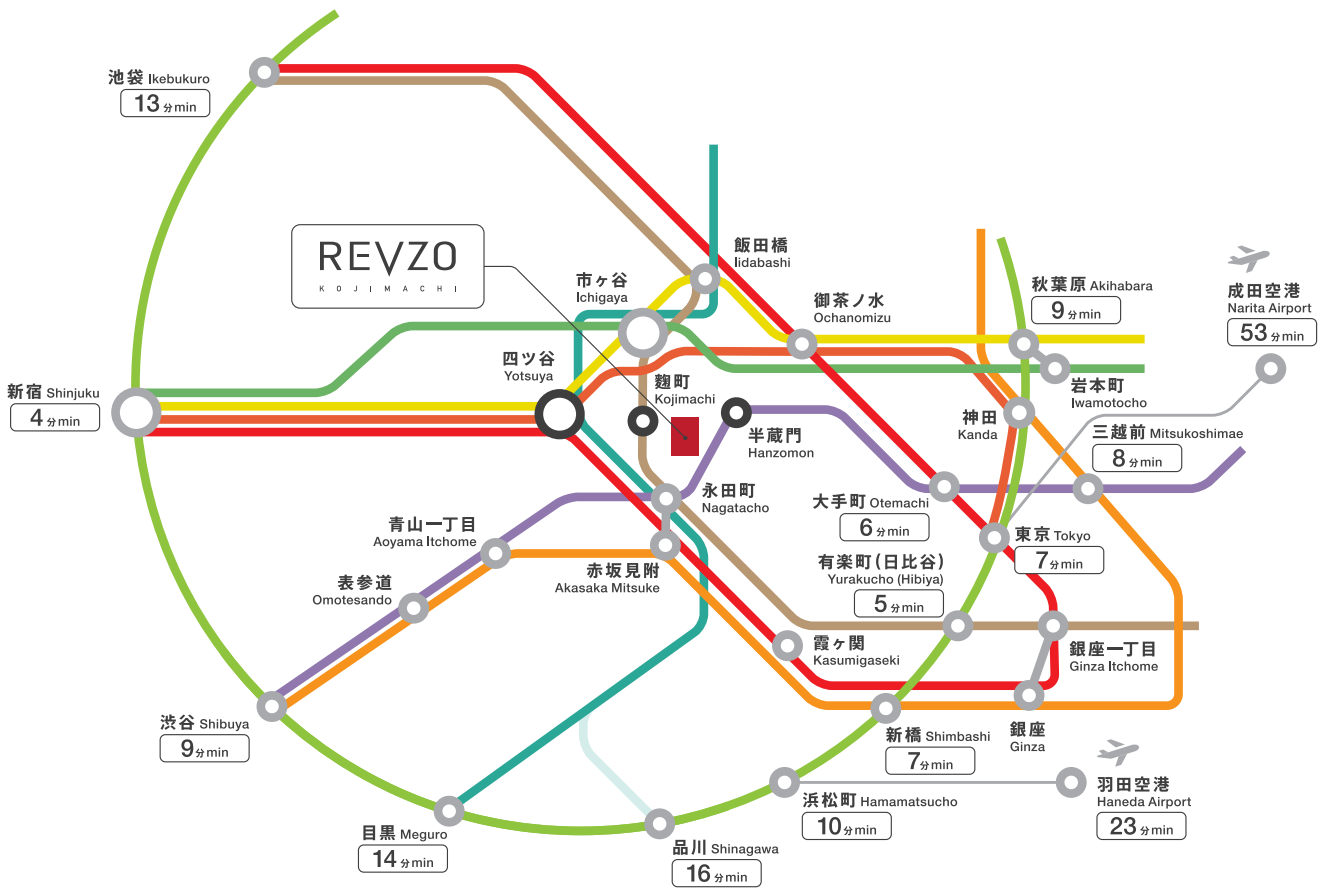 池袋 Ikebukuro
13分min
REVZO
KOJIMACHI
飯田橋
Iidabashi
市ヶ谷
Ichigaya
御茶ノ水
Ochanomizu
秋葉原 Akihabara
9分min
成田空港
Narita Airport
53分min
新宿 Shinjuku
4分min
四ツ谷
Yotsuya
麹町
Kojimachi
半蔵門
Hanzomon
岩本町
Iwamotocho
神田
Kanda
三越前 Mitsukoshimae
8分min
永田町
Nagatacho
大手町 Otemachi
6分min
青山一丁目
Aoyama Itchome
赤坂見附
Akasaka Mitsuke
東京 Tokyo
7分min
有楽町(日比谷)
Yurakucho (Hibiya)
5分min
表参道
Omotesando
霞ヶ関
Kasumigaseki
銀座一丁目
Ginza Itchome
渋谷 Shibuya
9分min
新橋 Shimbashi
7分min
銀座
Ginza
浜松町 Hamamatsucho
10分min
羽田空港
Haneda Airport
23分min
目黒 Meguro
14分min
品川 Shinagawa
16分min